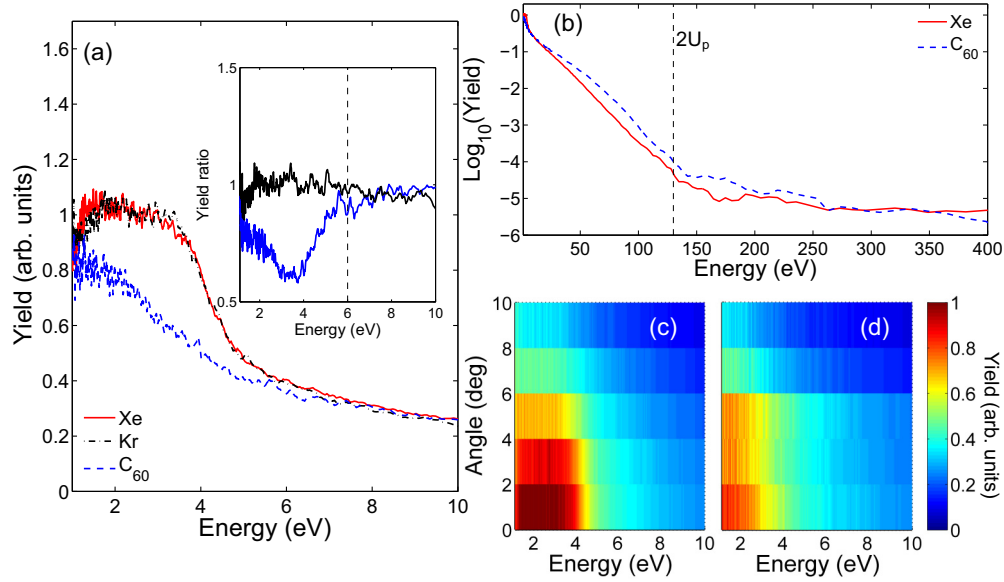 (a)
Yield (arb. units)
1.6
1.4
1.2
1.0
0.8
0.6
0.4
0.2
0
2 4 6 8 10
Energy (eV)
Xe
Kr
C60
Yield ratio
1.5
1
0.5
2 4 6 8 10
Energy (eV)
(b)
Log10(Yield)
0
−1
−2
−3
−4
−5
−6
50 100 150 200 250 300 350 400
Energy (eV)
2Up
Xe
C60
(c)
Angle (deg)
10
8
6
4
2
0
2 4 6 8 10
Energy (eV)
(d)
2 4 6 8 10
Energy (eV)
1
0.8
0.6
0.4
0.2
0
Yield (arb. units)